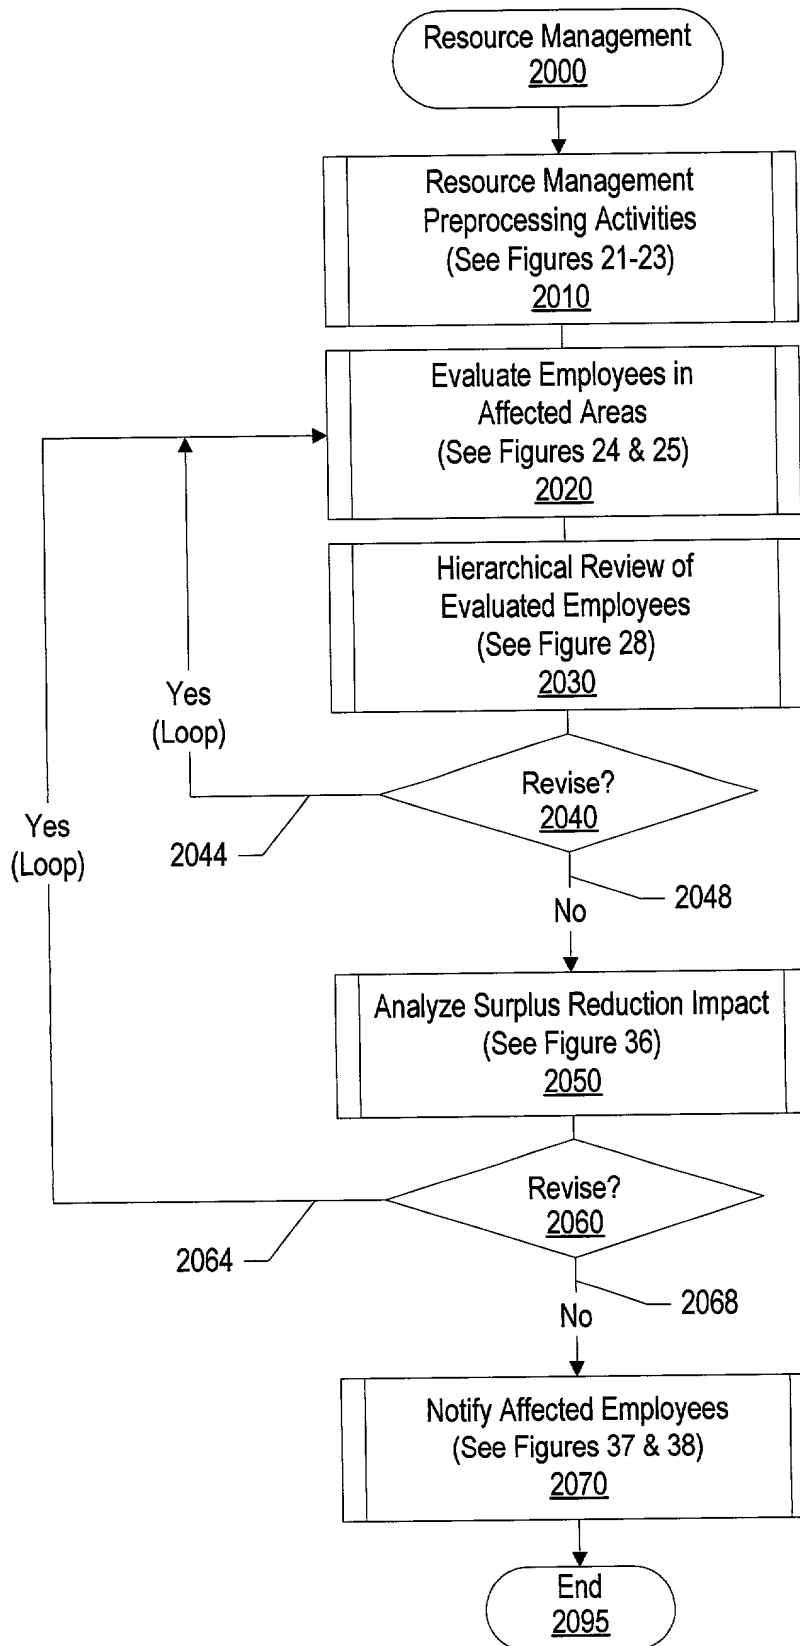 Resource Management
2000
Resource Management
Preprocessing Activities
(See Figures 21-23)
2010
Evaluate Employees in
Affected Areas
(See Figures 24 & 25)
2020
Hierarchical Review of
Evaluated Employees
(See Figure 28)
2030
Yes
(Loop)
Revise?
2040
2044
Yes
(Loop)
2048
No
Analyze Surplus Reduction Impact
(See Figure 36)
2050
Revise?
2060
2064
2068
No
Notify Affected Employees
(See Figures 37 & 38)
2070
End
2095